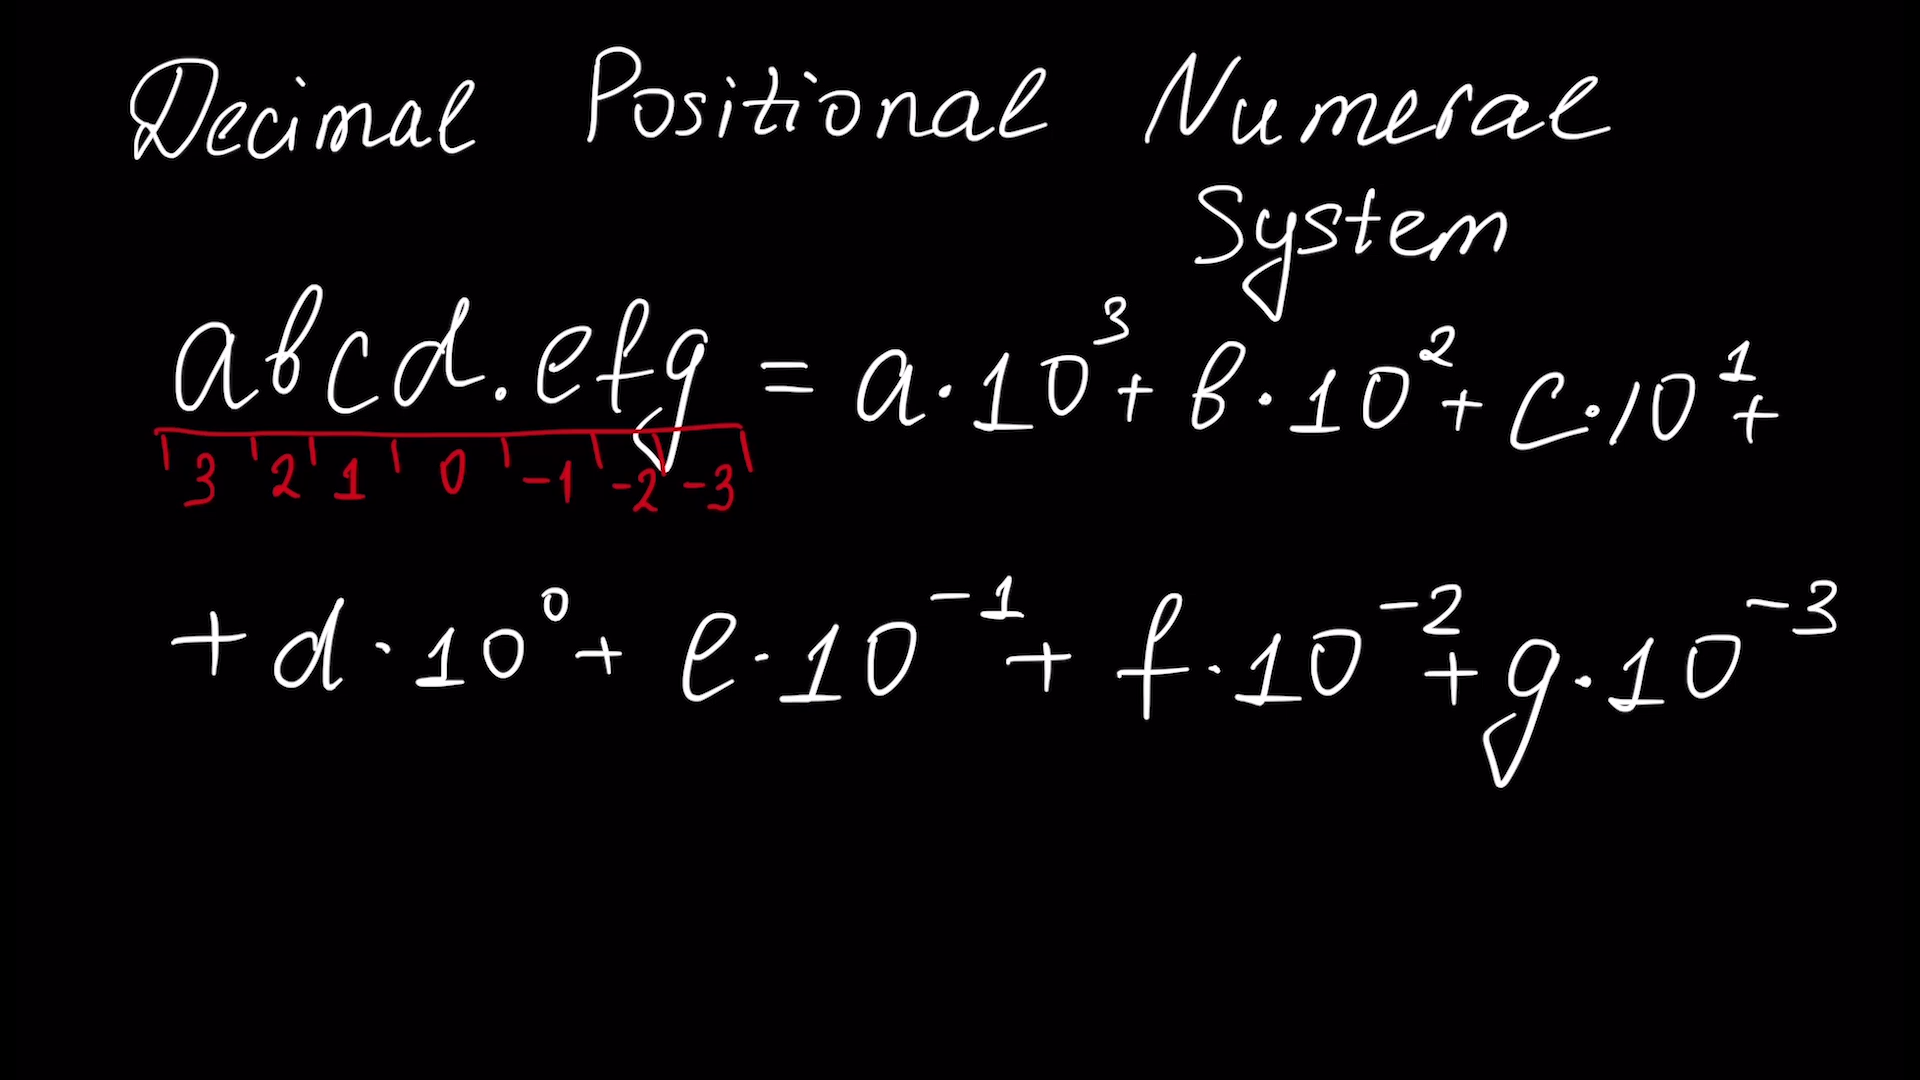 Decimal Positional Numeral
System
abcd.efg = a·10³ + b·10² + c·10¹ +
3 2 1 0 -1 -2 -3
+ d·10⁰ + e·10⁻¹ + f·10⁻² + g·10⁻³